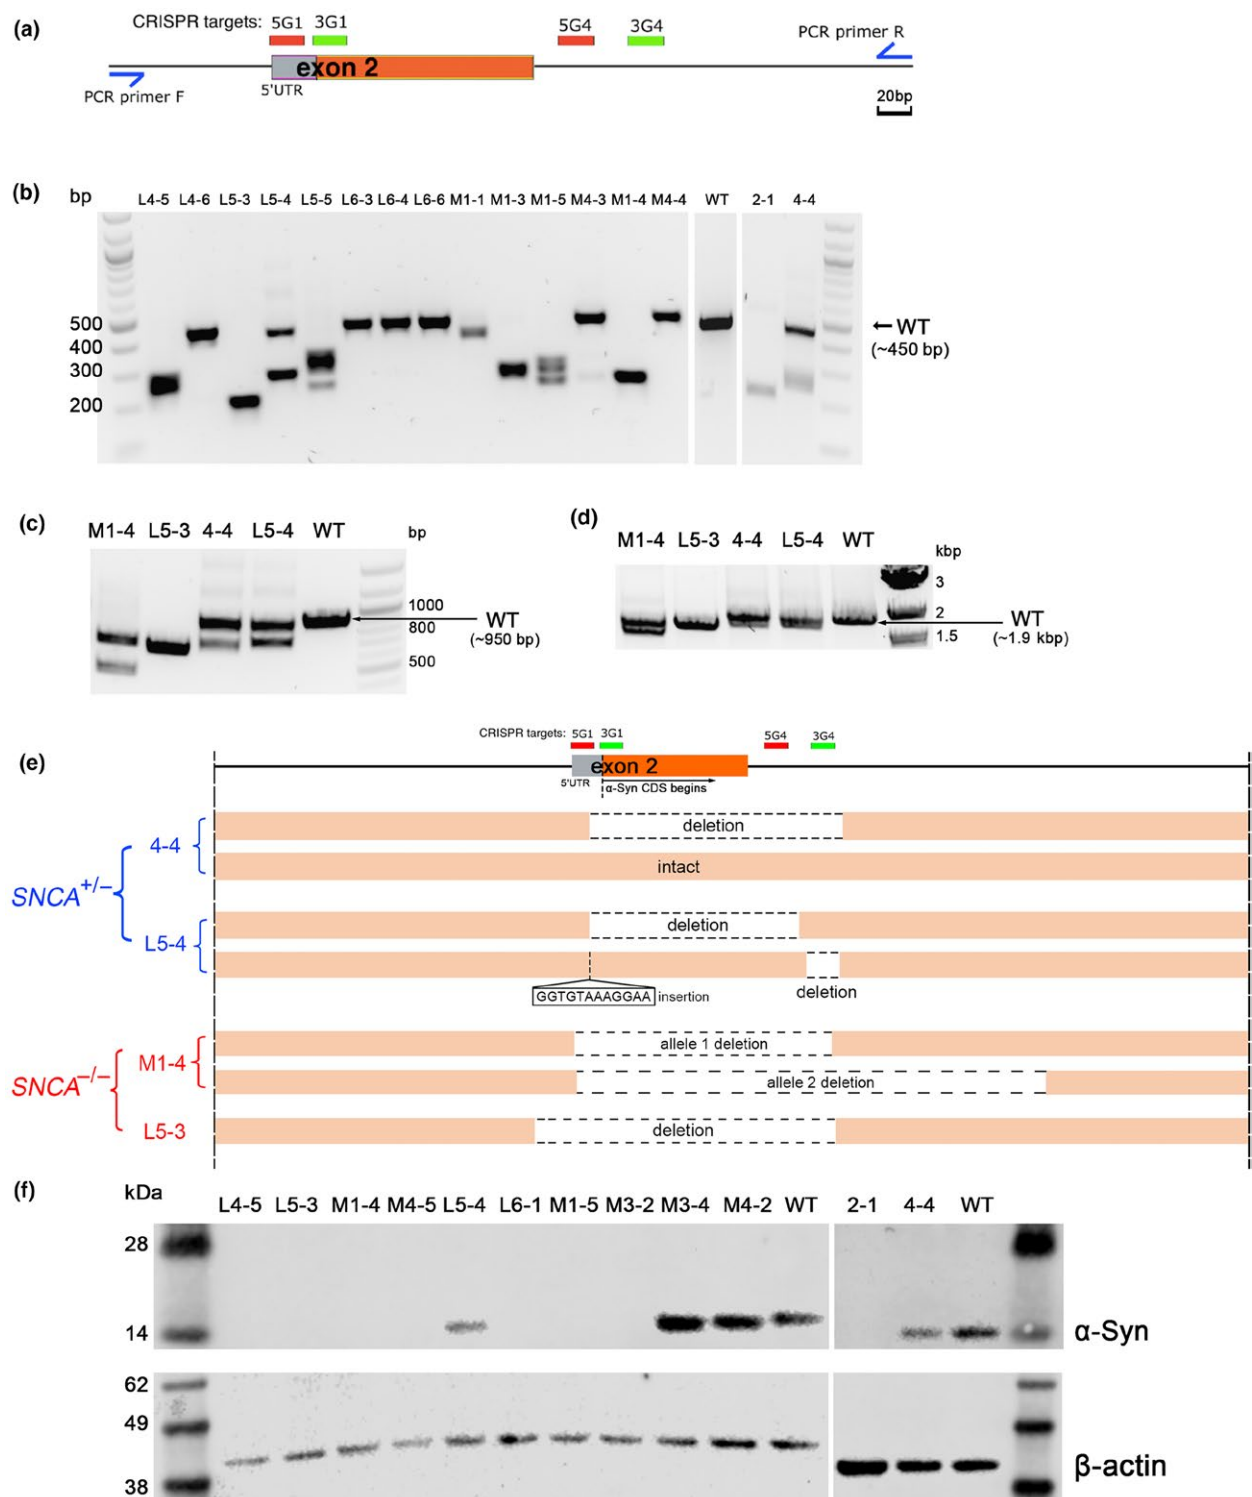 (a)
CRISPR targets: 5G1 3G1 5G4 3G4
PCR primer R
exon 2
PCR primer F
5'UTR
20bp
(b)
bp L4-5 L4-6 L5-3 L5-4 L5-5 L6-3 L6-4 L6-6 M1-1 M1-3 M1-5 M4-3 M1-4 M4-4 WT 2-1 4-4
500
400
300
200
WT
(~450 bp)
(c)
M1-4 L5-3 4-4 L5-4 WT bp
1000
800
500
WT
(~950 bp)
(d)
M1-4 L5-3 4-4 L5-4 WT
kbp
3
2
1.5
WT
(~1.9 kbp)
(e)
CRISPR targets: 5G1 3G1 5G4 3G4
exon 2
5'UTR α-Syn CDS begins
deletion
4-4
intact
SNCA+/−
deletion
L5-4
GGTGTAAAGGAA insertion
deletion
allele 1 deletion
M1-4
allele 2 deletion
SNCA−/−
deletion
L5-3
(f)
kDa
L4-5 L5-3 M1-4 M4-5 L5-4 L6-1 M1-5 M3-2 M3-4 M4-2 WT 2-1 4-4 WT
28
14
α-Syn
62
49
38
β-actin